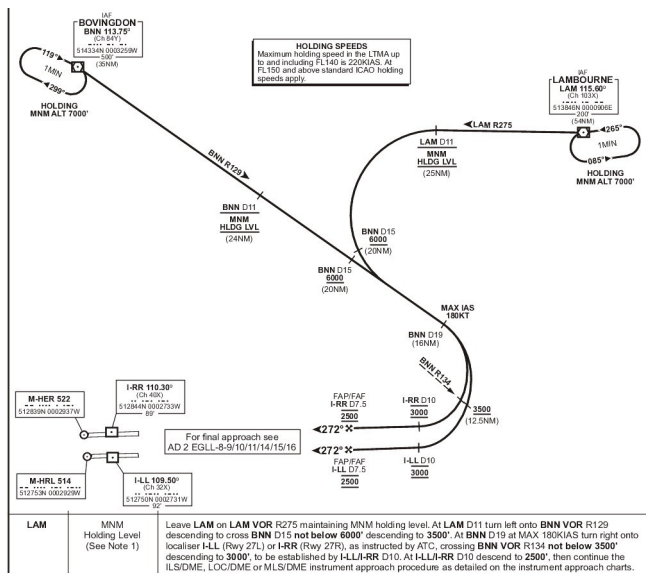 IAF
BOVINGDON
BNN 113.75°
(Ch 84Y)
514334N 0003259W
500'
(35NM)
119°
1MIN
299°
HOLDING
MNM ALT 7000'
HOLDING SPEEDS
Maximum holding speed in the LTMA up
to and including FL140 is 220KIAS. At
FL150 and above standard ICAO holding
speeds apply.
IAF
LAMBOURNE
LAM 115.60°
(Ch 103X)
513846N 0000906E
200'
(54NM)
265°
1MIN
085°
HOLDING
MNM ALT 7000'
LAM R275
LAM D11
MNM
HLDG LVL
(25NM)
BNN R129
BNN D11
MNM
HLDG LVL
(24NM)
BNN D15
6000
(20NM)
BNN D15
6000
(20NM)
MAX IAS
180KT
BNN D19
(16NM)
BNN R134
3500
(12.5NM)
FAP/FAF
I-RR D7.5
2500
I-RR D10
3000
272°
272°
FAP/FAF
I-LL D7.5
2500
I-LL D10
3000
For final approach see
AD 2 EGLL-8-9/10/11/14/15/16
M-HER 522
512839N 0002937W
I-RR 110.30°
(Ch 40X)
512844N 0002733W
89'
M-HRL 514
512753N 0002929W
I-LL 109.50°
(Ch 32X)
512750N 0002731W
92'
LAM
MNM
Holding Level
(See Note 1)
Leave LAM on LAM VOR R275 maintaining MNM holding level. At LAM D11 turn left onto BNN VOR R129
descending to cross BNN D15 not below 6000' descending to 3500'. At BNN D19 at MAX 180KIAS turn right onto
localiser I-LL (Rwy 27L) or I-RR (Rwy 27R), as instructed by ATC, crossing BNN VOR R134 not below 3500'
descending to 3000', to be established by I-LL/I-RR D10. At I-LL/I-RR D10 descend to 2500', then continue the
ILS/DME, LOC/DME or MLS/DME instrument approach procedure as detailed on the instrument approach charts.